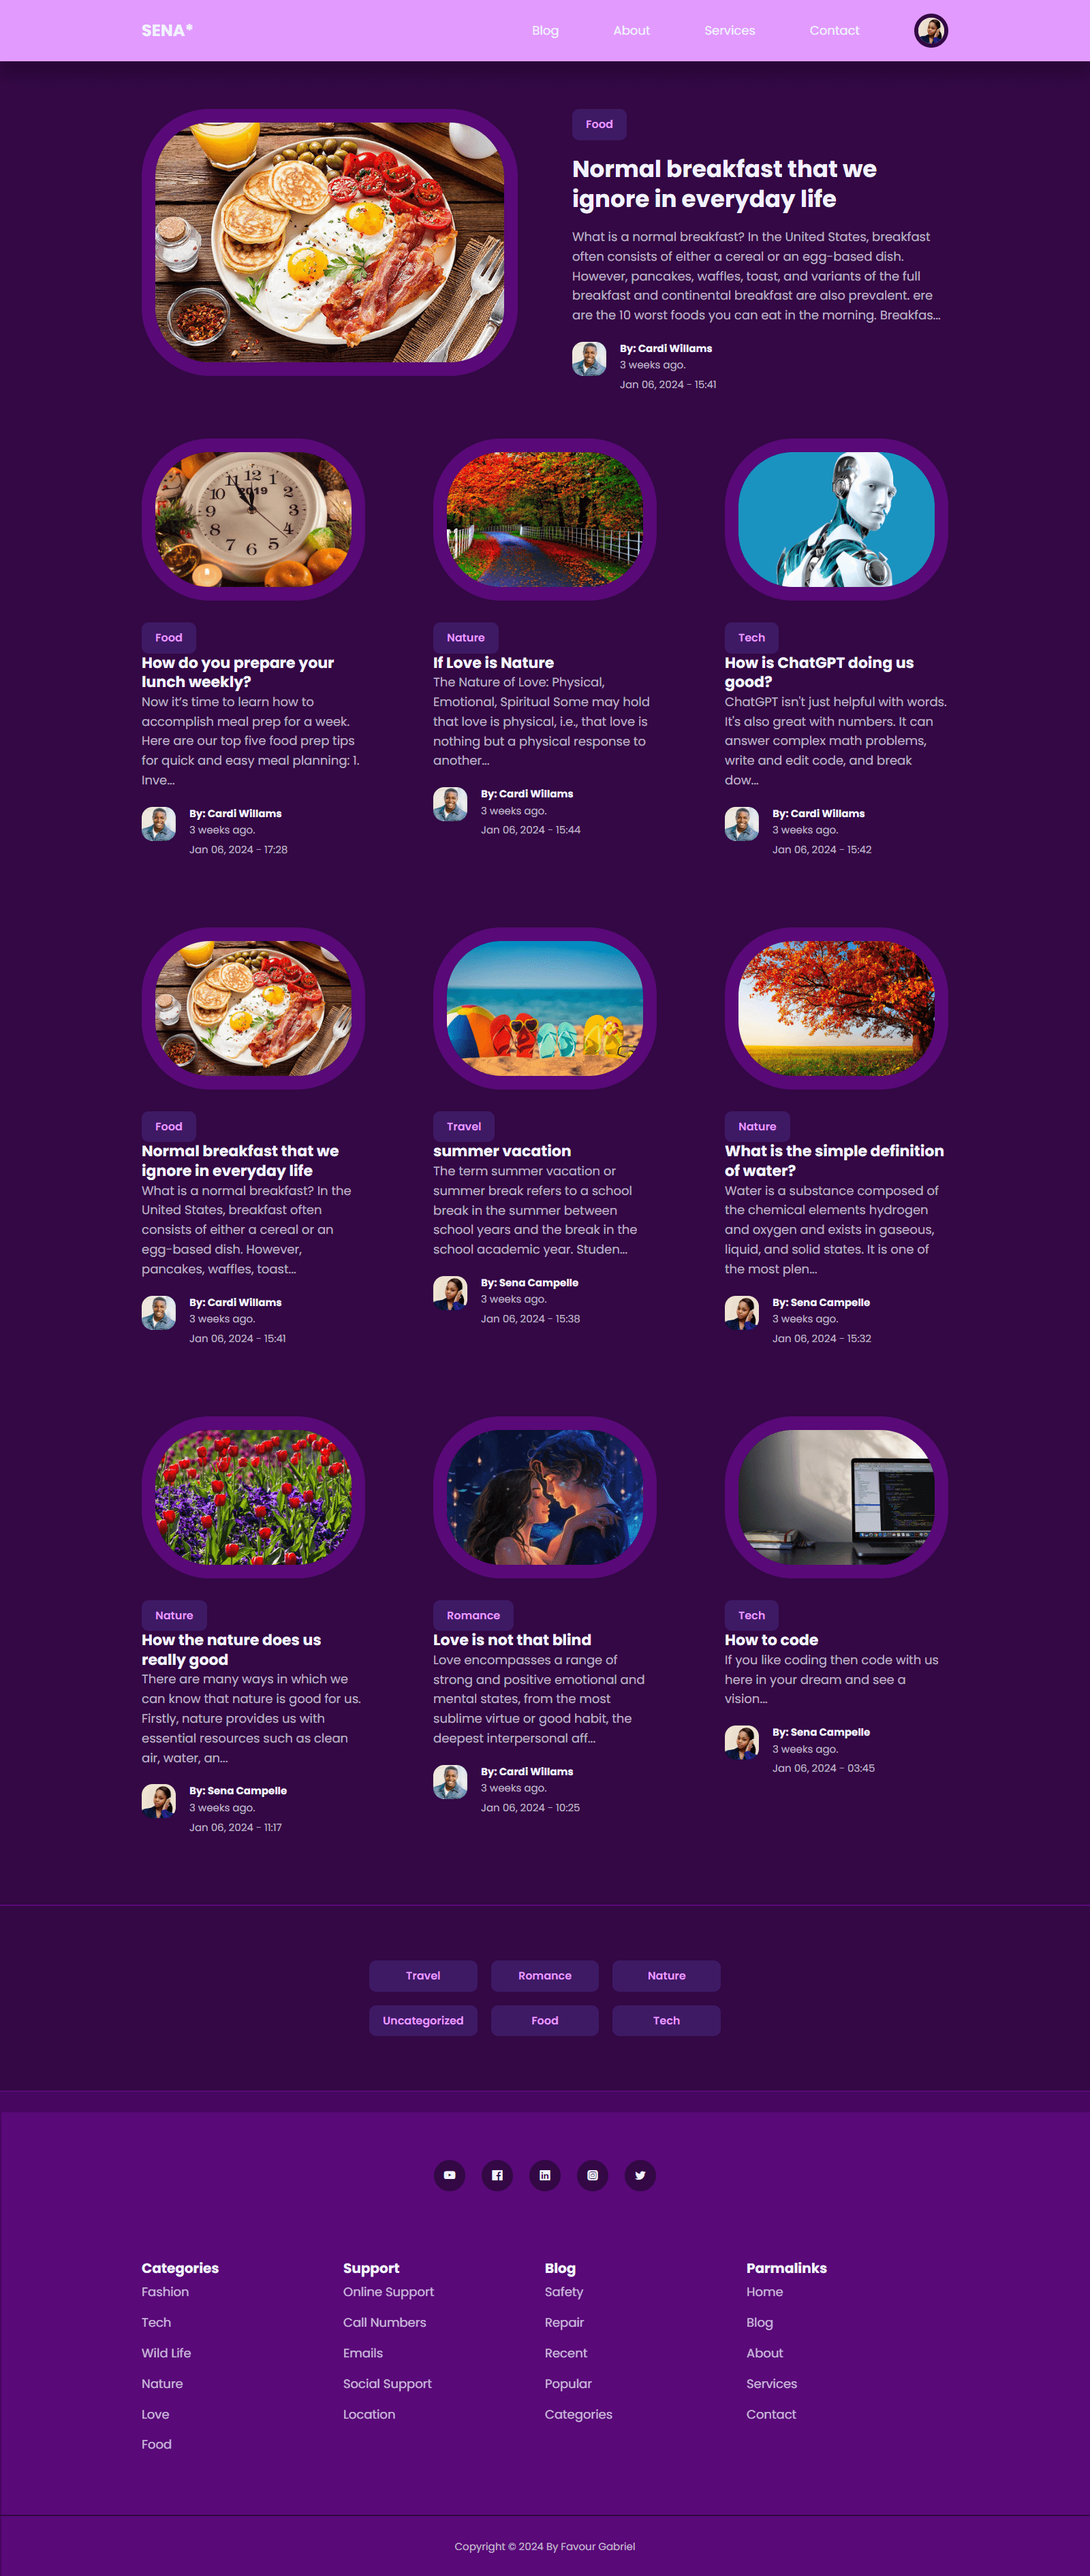 SENA*
Blog
About
Services
Contact
Food
Normal breakfast that we
ignore in everyday life
What is a normal breakfast? In the United States, breakfast
often consists of either a cereal or an egg-based dish.
However, pancakes, waffles, toast, and variants of the full
breakfast and continental breakfast are also prevalent. ere
are the 10 worst foods you can eat in the morning. Breakfas...
By: Cardi Willams
3 weeks ago.
Jan 06, 2024 - 15:41
12
11
1
10
2019
2
9
3
8
4
7
6
5
Food
How do you prepare your
lunch weekly?
Now it's time to learn how to
accomplish meal prep for a week.
Here are our top five food prep tips
for quick and easy meal planning: 1.
Inve...
By: Cardi Willams
3 weeks ago.
Jan 06, 2024 - 17:28
Nature
If Love is Nature
The Nature of Love: Physical,
Emotional, Spiritual Some may hold
that love is physical, i.e., that love is
nothing but a physical response to
another...
By: Cardi Willams
3 weeks ago.
Jan 06, 2024 - 15:44
Tech
How is ChatGPT doing us
good?
ChatGPT isn't just helpful with words.
It's also great with numbers. It can
answer complex math problems,
write and edit code, and break
dow...
By: Cardi Willams
3 weeks ago.
Jan 06, 2024 - 15:42
Food
Normal breakfast that we
ignore in everyday life
What is a normal breakfast? In the
United States, breakfast often
consists of either a cereal or an
egg-based dish. However,
pancakes, waffles, toast...
By: Cardi Willams
3 weeks ago.
Jan 06, 2024 - 15:41
Travel
summer vacation
The term summer vacation or
summer break refers to a school
break in the summer between
school years and the break in the
school academic year. Studen...
By: Sena Campelle
3 weeks ago.
Jan 06, 2024 - 15:38
Nature
What is the simple definition
of water?
Water is a substance composed of
the chemical elements hydrogen
and oxygen and exists in gaseous,
liquid, and solid states. It is one of
the most plen...
By: Sena Campelle
3 weeks ago.
Jan 06, 2024 - 15:32
Nature
How the nature does us
really good
There are many ways in which we
can know that nature is good for us.
Firstly, nature provides us with
essential resources such as clean
air, water, an...
By: Sena Campelle
3 weeks ago.
Jan 06, 2024 - 11:17
Romance
Love is not that blind
Love encompasses a range of
strong and positive emotional and
mental states, from the most
sublime virtue or good habit, the
deepest interpersonal aff...
By: Cardi Willams
3 weeks ago.
Jan 06, 2024 - 10:25
Tech
How to code
If you like coding then code with us
here in your dream and see a
vision...
By: Sena Campelle
3 weeks ago.
Jan 06, 2024 - 03:45
Travel
Romance
Nature
Uncategorized
Food
Tech
Categories
Fashion
Tech
Wild Life
Nature
Love
Food
Support
Online Support
Call Numbers
Emails
Social Support
Location
Blog
Safety
Repair
Recent
Popular
Categories
Parmalinks
Home
Blog
About
Services
Contact
Copyright © 2024 By Favour Gabriel